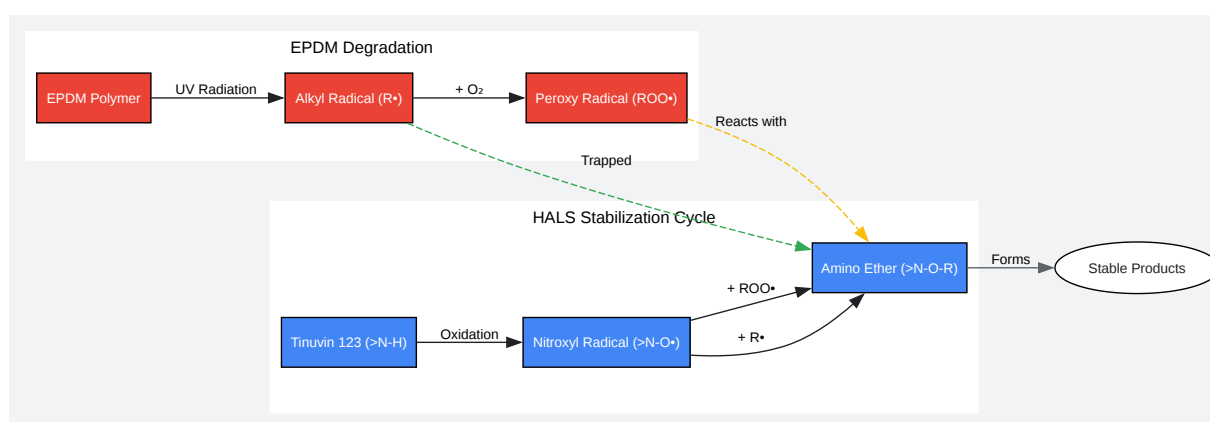 EPDM Degradation
EPDM Polymer
UV Radiation
Alkyl Radical (R•)
+ O₂
Peroxy Radical (ROO•)
Reacts with
Trapped
HALS Stabilization Cycle
Amino Ether (>N-O-R)
Forms
Stable Products
+ ROO•
+ R•
Tinuvin 123 (>N-H)
Oxidation
Nitroxyl Radical (>N-O•)